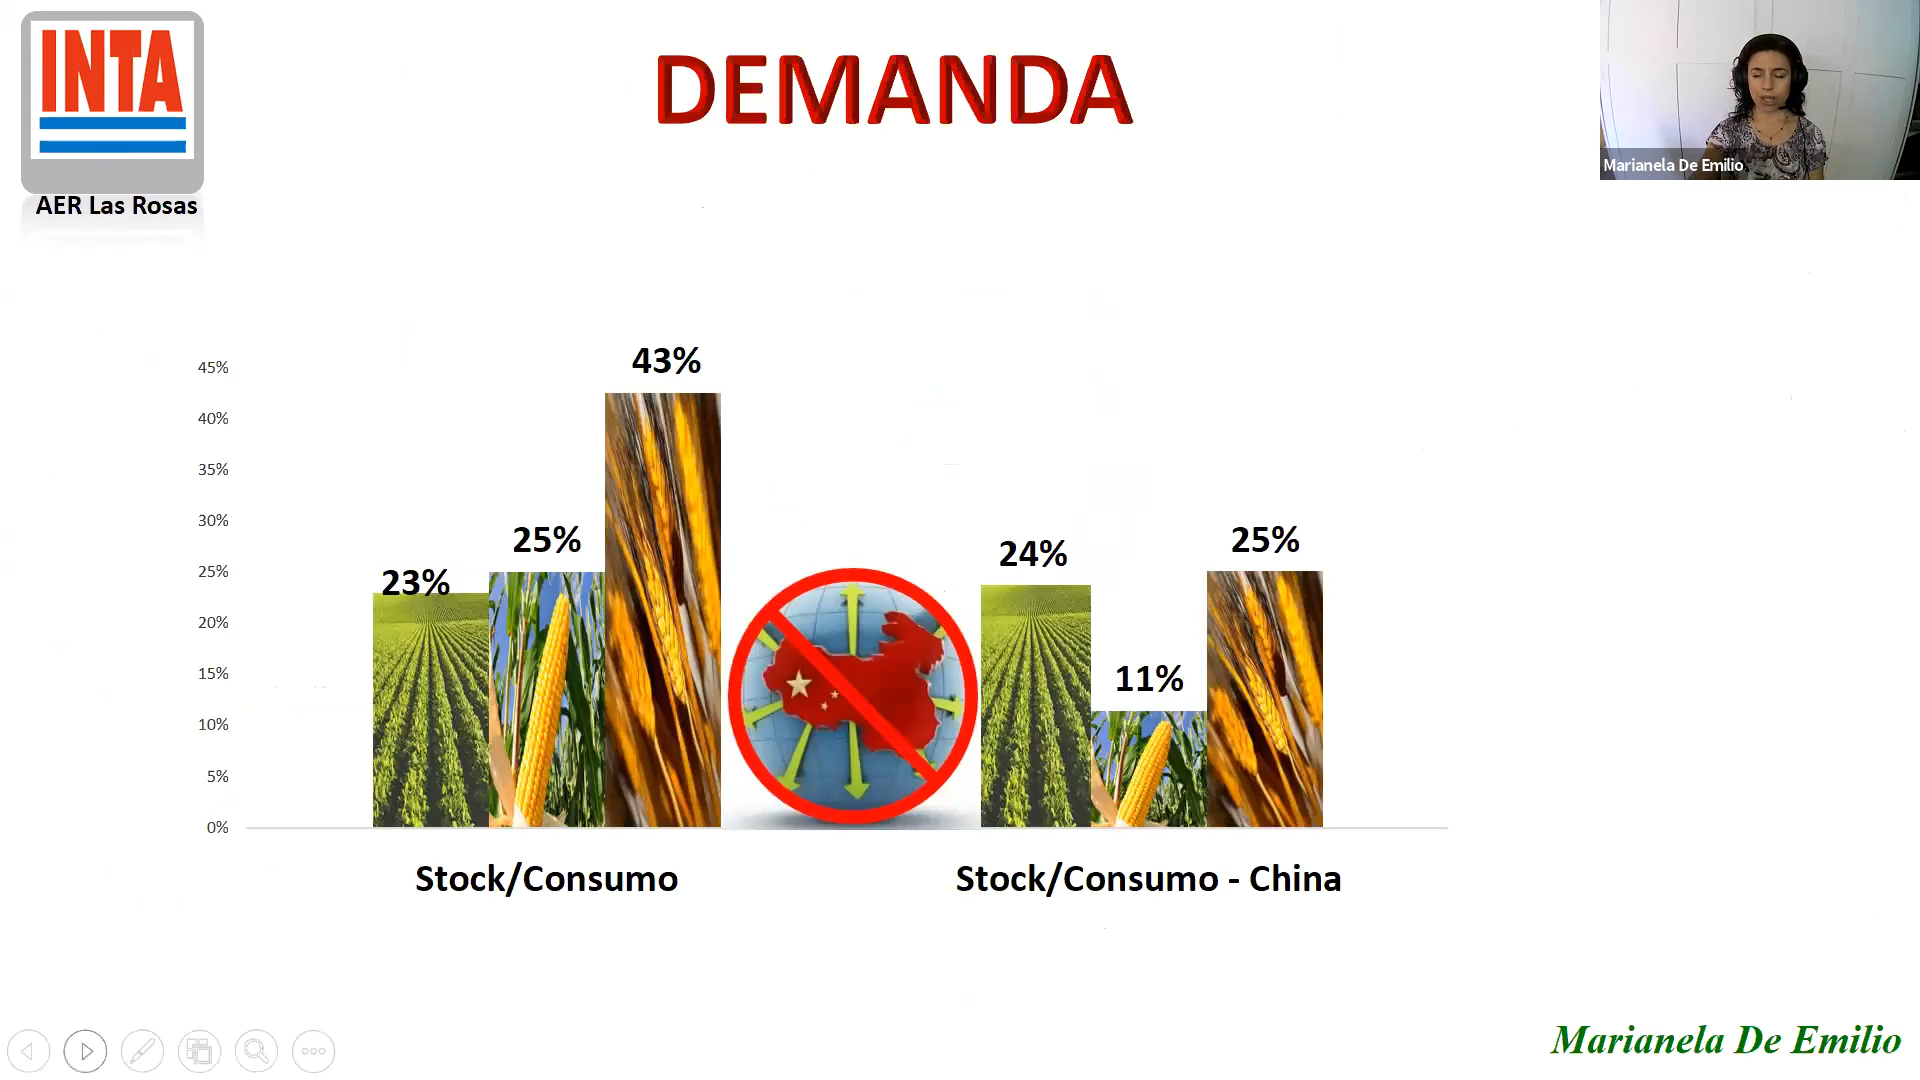 INTA
AER Las Rosas
DEMANDA
Marianela De Emilio
45%
40%
35%
30%
25%
20%
15%
10%
5%
0%
23%
25%
43%
24%
11%
25%
Stock/Consumo
Stock/Consumo - China
Marianela De Emilio